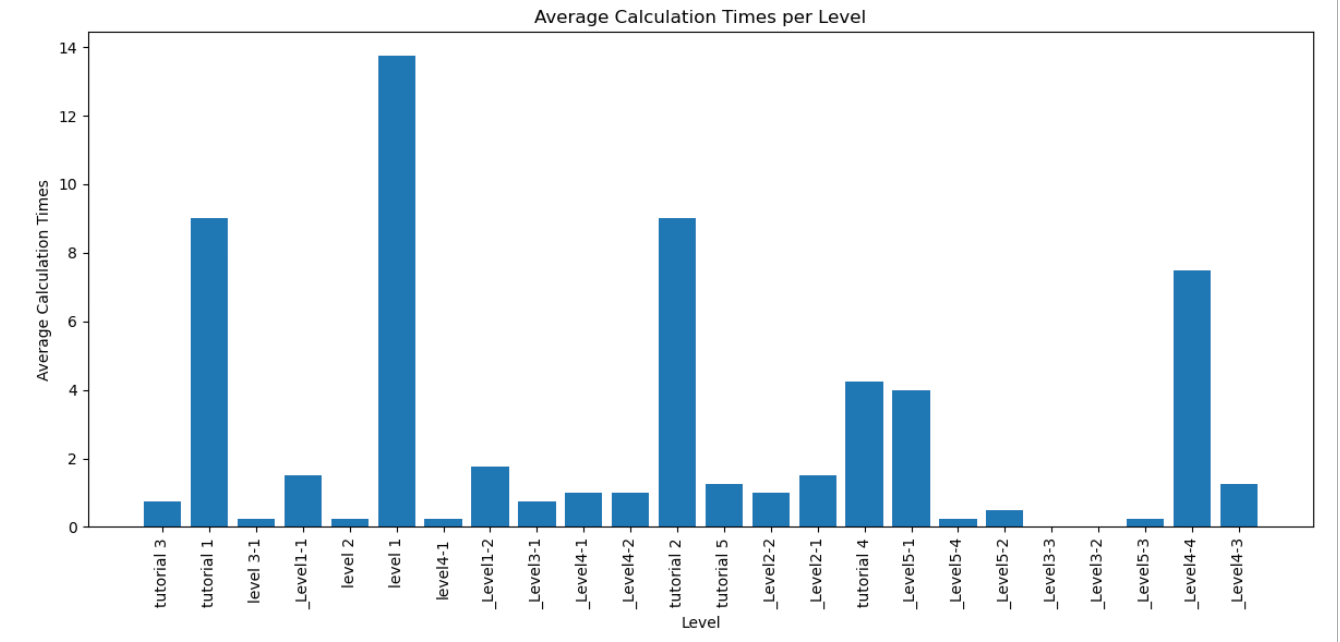 Average Calculation Times per Level
Average Calculation Times
14
12
10
8
6
4
2
0
tutorial 3
tutorial 1
level 3-1
_Level1-1
level 2
level 1
level4-1
_Level1-2
_Level3-1
_Level4-1
_Level4-2
tutorial 2
tutorial 5
_Level2-2
_Level2-1
tutorial 4
_Level5-1
_Level5-4
_Level5-2
_Level3-3
_Level3-2
_Level5-3
_Level4-4
_Level4-3
Level